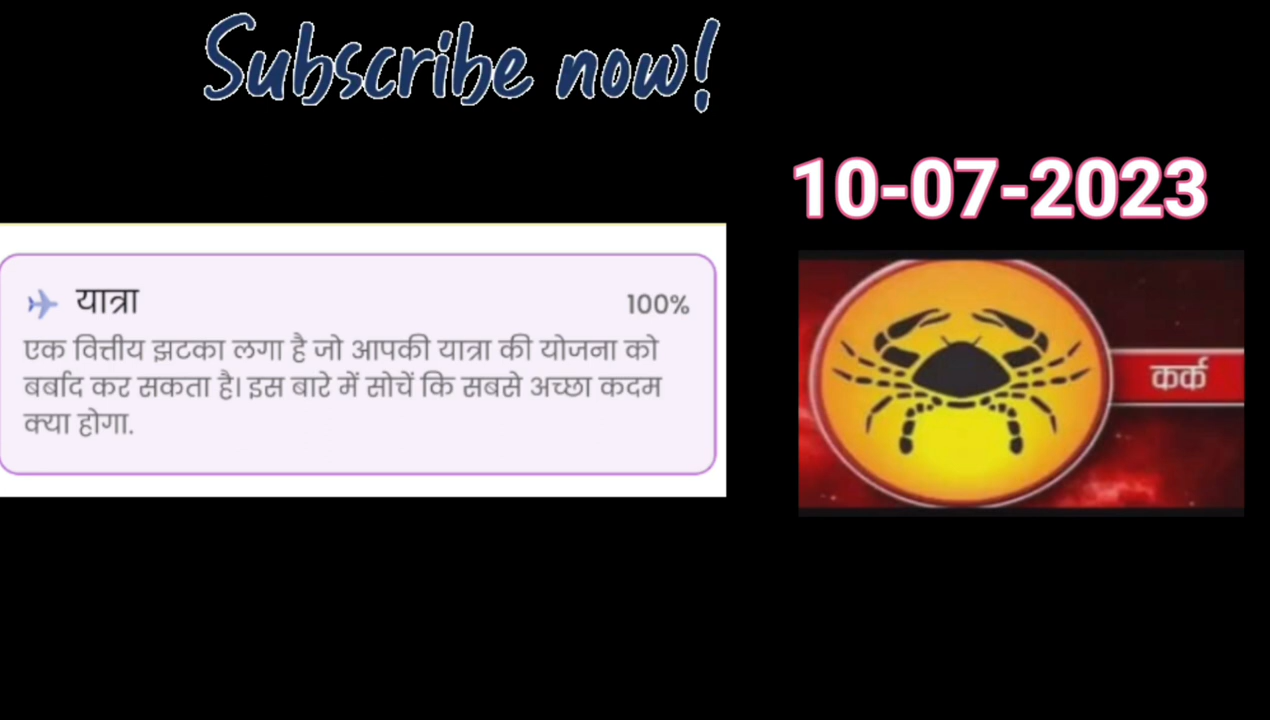 Subscribe now!
10-07-2023
यात्रा 100%
एक वित्तीय झटका लगा है जो आपकी यात्रा की योजना को
बर्बाद कर सकता है। इस बारे में सोचें कि सबसे अच्छा कदम
क्या होगा.
कर्क